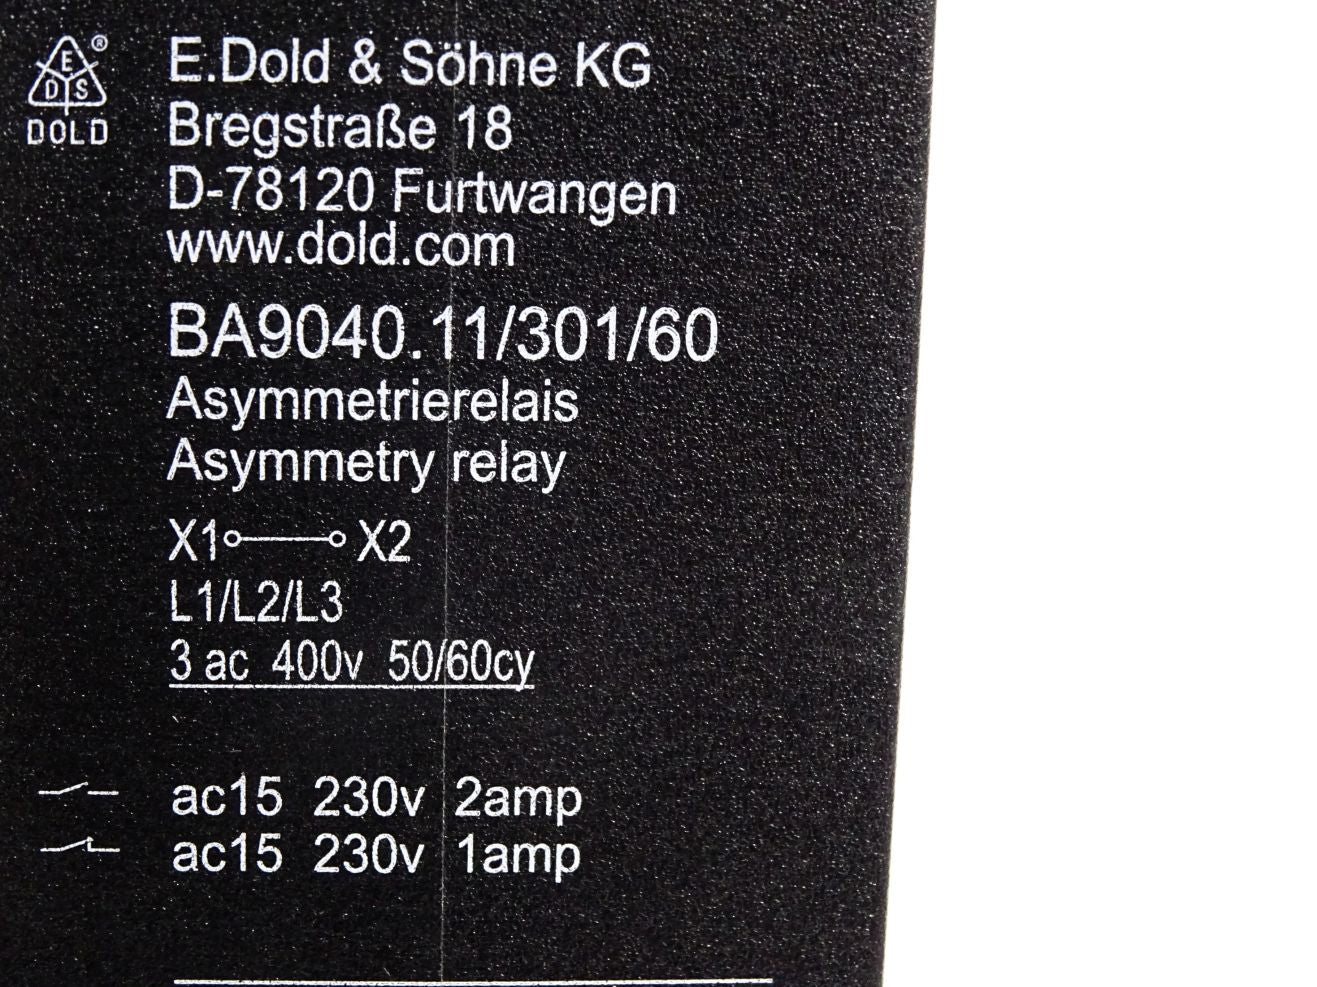 E
D S
®
DOLD
E.Dold & Söhne KG
Bregstraße 18
D-78120 Furtwangen
www.dold.com
BA9040.11/301/60
Asymmetrierelais
Asymmetry relay
X1 X2
L1/L2/L3
3 ac 400v 50/60cy
ac15 230v 2amp
ac15 230v 1amp